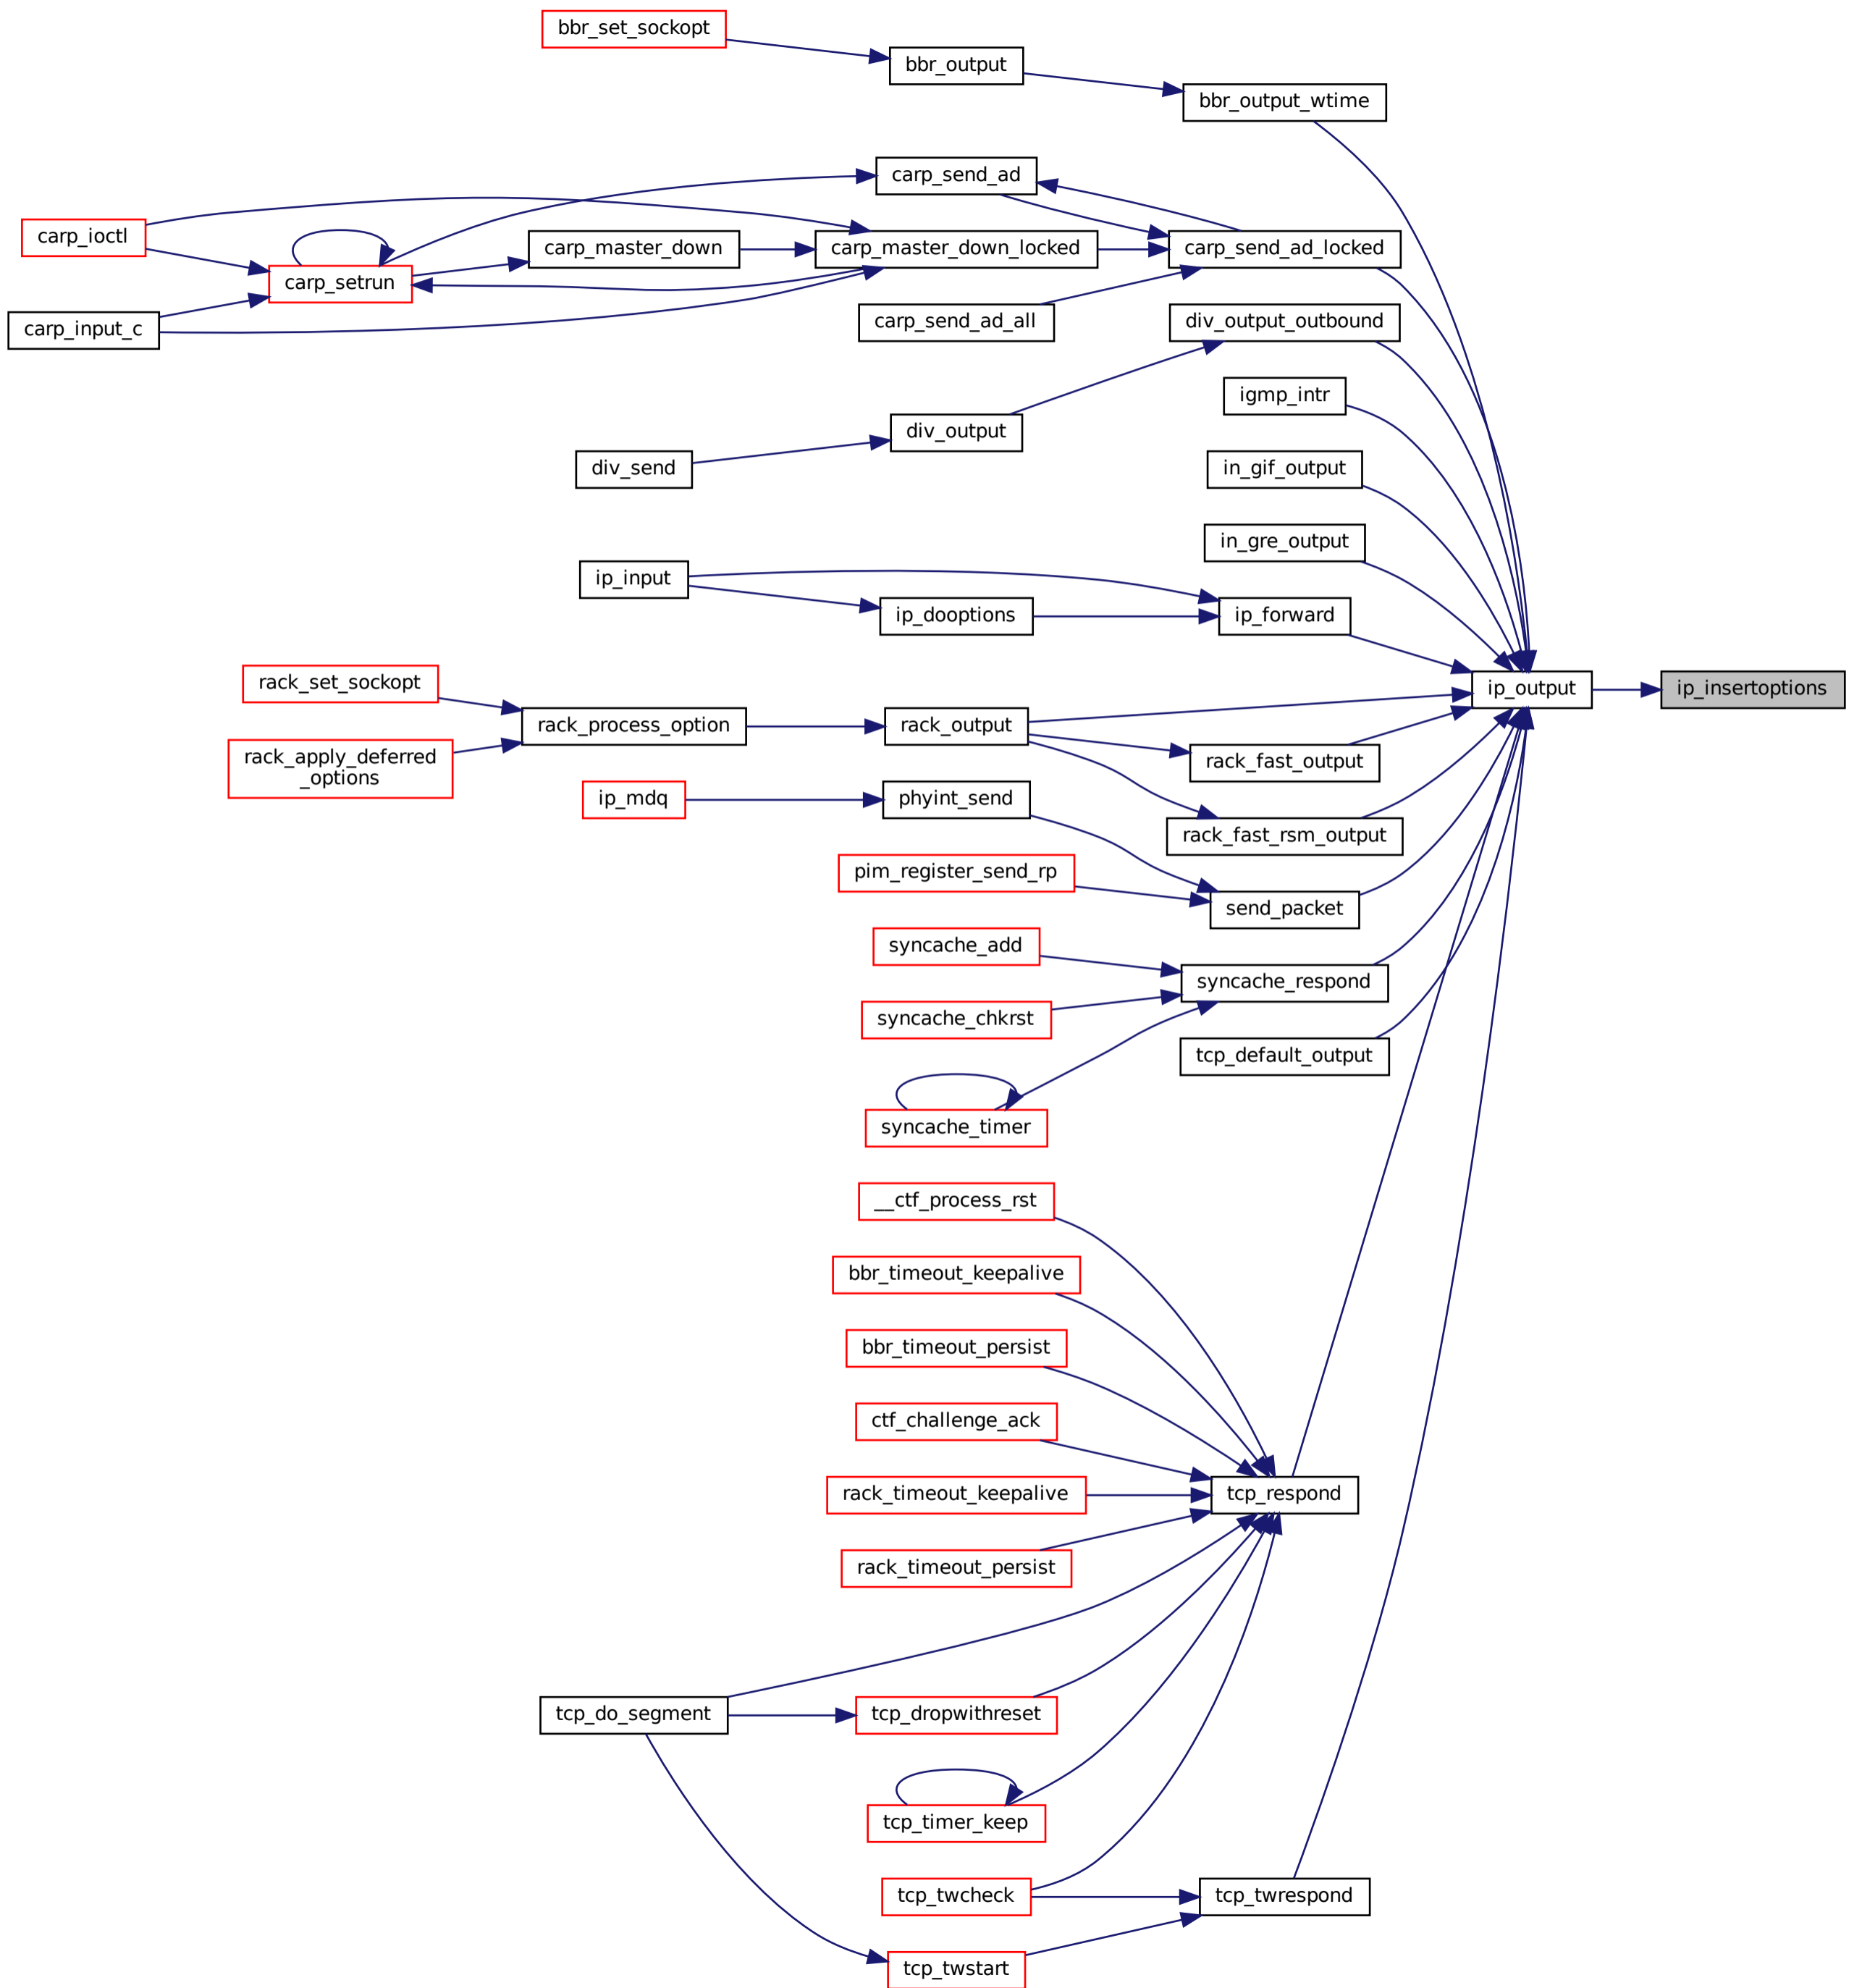 bbr_set_sockopt
bbr_output
bbr_output_wtime
carp_send_ad
carp_ioctl
carp_master_down
carp_master_down_locked
carp_send_ad_locked
carp_setrun
carp_input_c
carp_send_ad_all
div_output_outbound
igmp_intr
div_output
div_send
in_gif_output
in_gre_output
ip_input
ip_dooptions
ip_forward
rack_set_sockopt
ip_output
ip_insertoptions
rack_process_option
rack_output
rack_apply_deferred
_options
rack_fast_output
ip_mdq
phyint_send
rack_fast_rsm_output
pim_register_send_rp
send_packet
syncache_add
syncache_respond
syncache_chkrst
tcp_default_output
syncache_timer
__ctf_process_rst
bbr_timeout_keepalive
bbr_timeout_persist
ctf_challenge_ack
rack_timeout_keepalive
tcp_respond
rack_timeout_persist
tcp_do_segment
tcp_dropwithreset
tcp_timer_keep
tcp_twcheck
tcp_twrespond
tcp_twstart